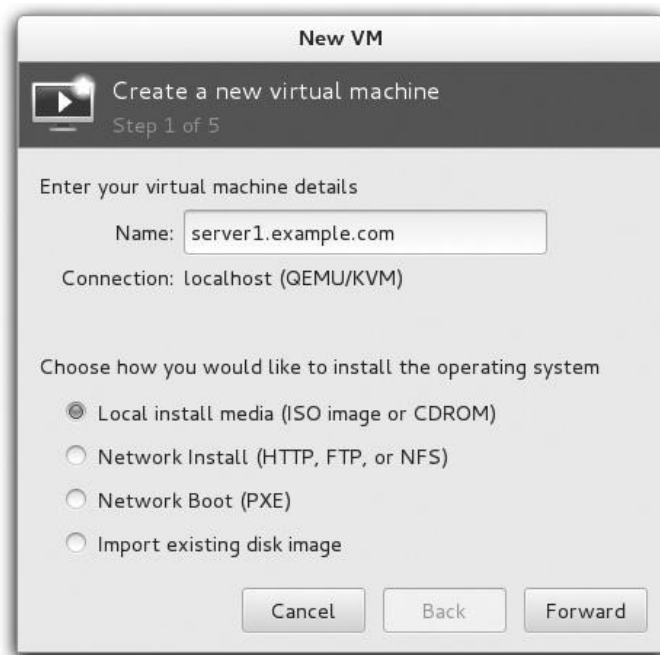 New VM
Create a new virtual machine
Step 1 of 5
Enter your virtual machine details
Name: server1.example.com
Connection: localhost (QEMU/KVM)
Choose how you would like to install the operating system
Local install media (ISO image or CDROM)
Network Install (HTTP, FTP, or NFS)
Network Boot (PXE)
Import existing disk image
Cancel Back Forward